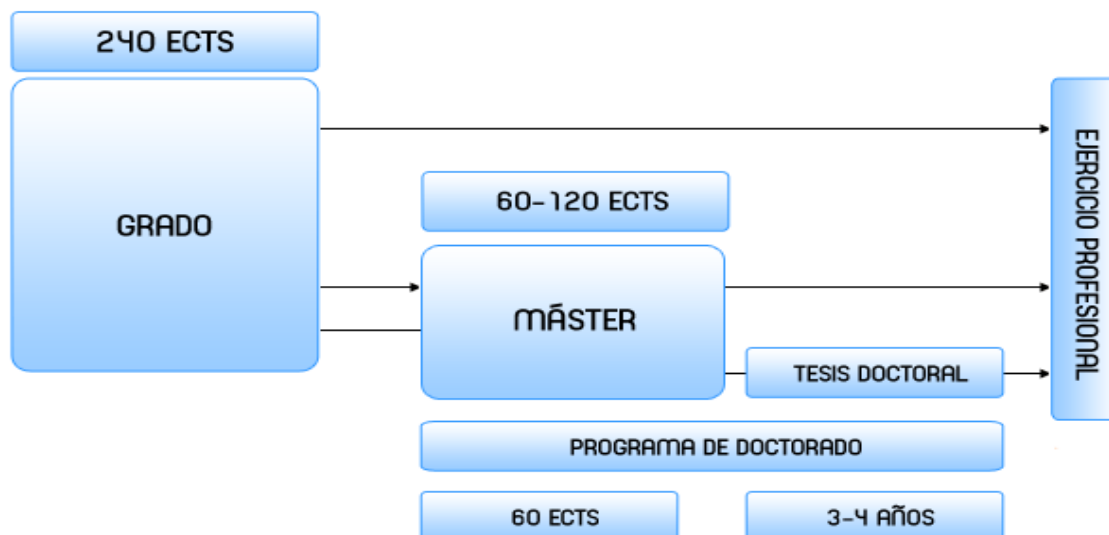 240 ECTS
GRADO
60-120 ECTS
MÁSTER
TESIS DOCTORAL
EJERCICIO PROFESIONAL
PROGRAMA DE DOCTORADO
60 ECTS
3-4 AÑOS